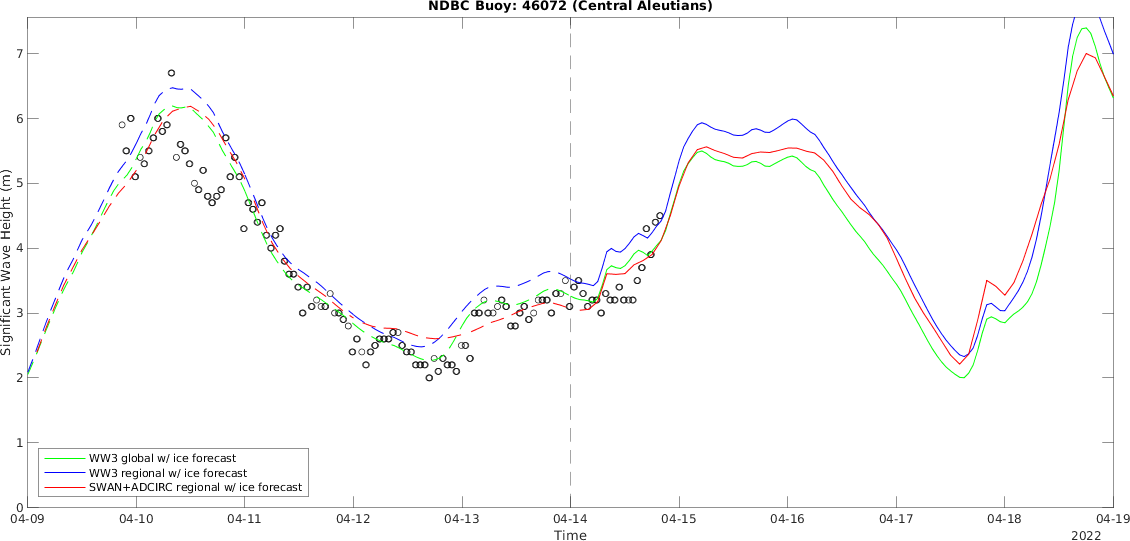 NDBC Buoy: 46072 (Central Aleutians)
7
6
5
4
3
2
1
0
Significant Wave Height (m)
WW3 global w/ ice forecast
WW3 regional w/ ice forecast
SWAN+ADCIRC regional w/ ice forecast
04-09 04-10 04-11 04-12 04-13 04-14 04-15 04-16 04-17 04-18 04-19
Time
2022